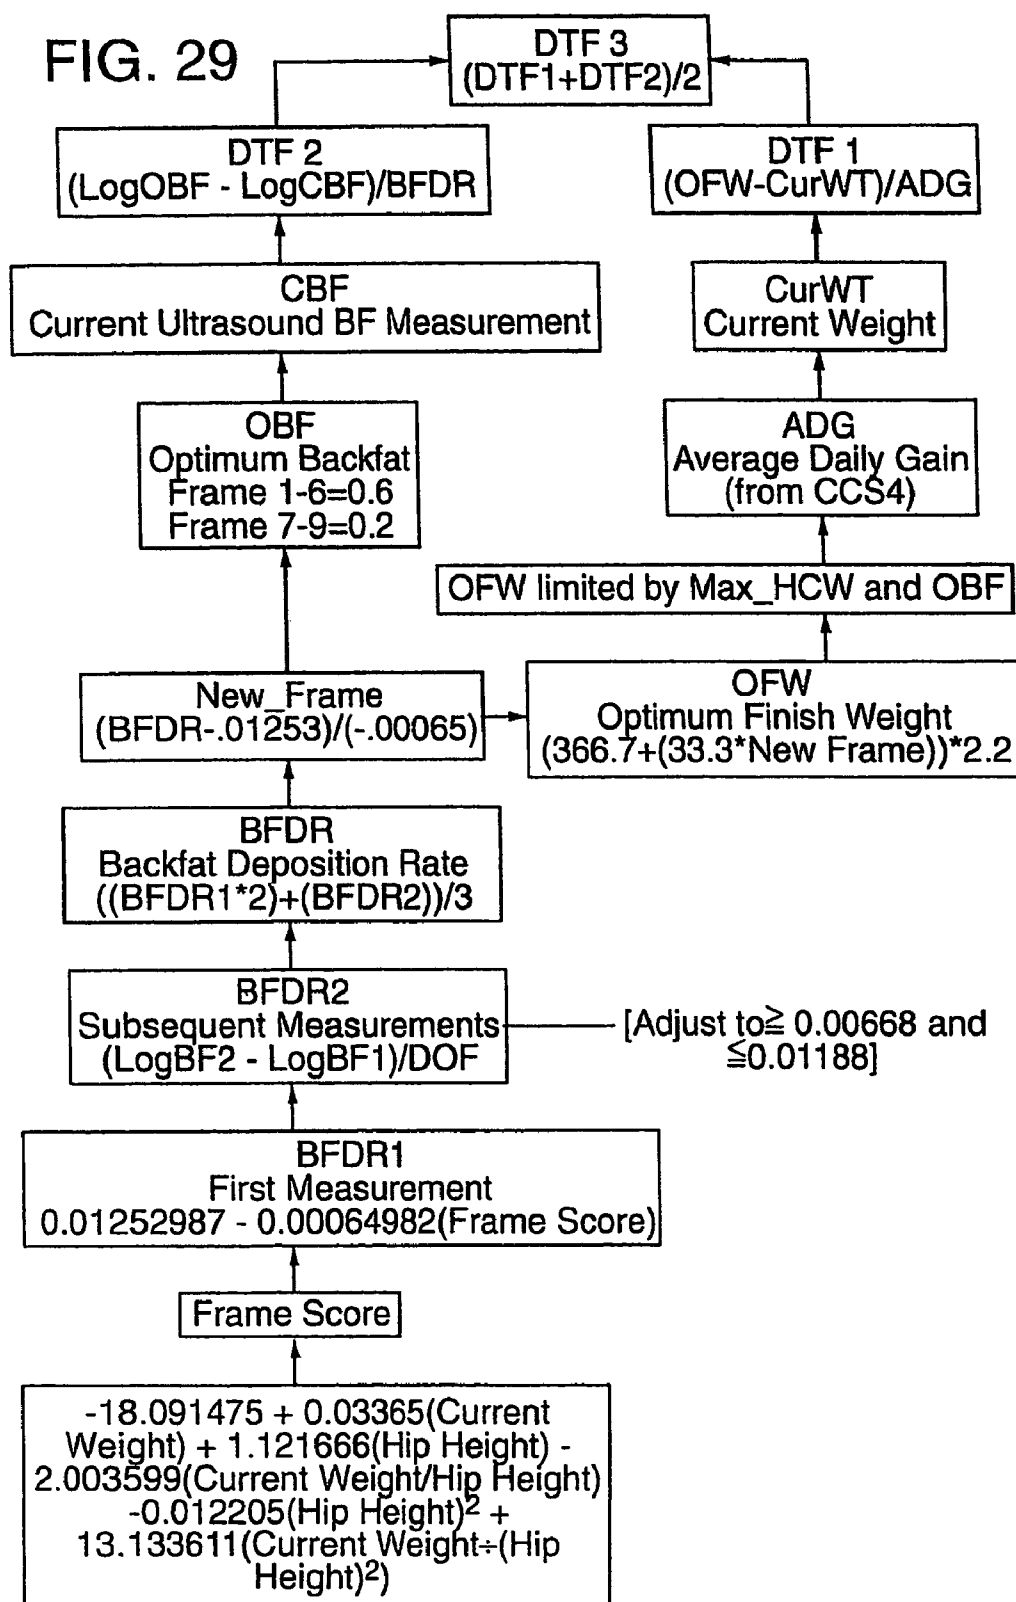 FIG. 29
DTF 3
(DTF1+DTF2)/2
DTF 2
(LogOBF - LogCBF)/BFDR
DTF 1
(OFW-CurWT)/ADG
CBF
Current Ultrasound BF Measurement
CurWT
Current Weight
OBF
Optimum Backfat
Frame 1-6=0.6
Frame 7-9=0.2
ADG
Average Daily Gain
(from CCS4)
OFW limited by Max_HCW and OBF
New_Frame
(BFDR-.01253)/(-.00065)
OFW
Optimum Finish Weight
(366.7+(33.3*New Frame))*2.2
BFDR
Backfat Deposition Rate
((BFDR1*2)+(BFDR2))/3
BFDR2
Subsequent Measurements
(LogBF2 - LogBF1)/DOF
[Adjust to≧ 0.00668 and
≦0.01188]
BFDR1
First Measurement
0.01252987 - 0.00064982(Frame Score)
Frame Score
-18.091475 + 0.03365(Current
Weight) + 1.121666(Hip Height) -
2.003599(Current Weight/Hip Height)
-0.012205(Hip Height)² +
13.133611(Current Weight÷(Hip
Height)²)